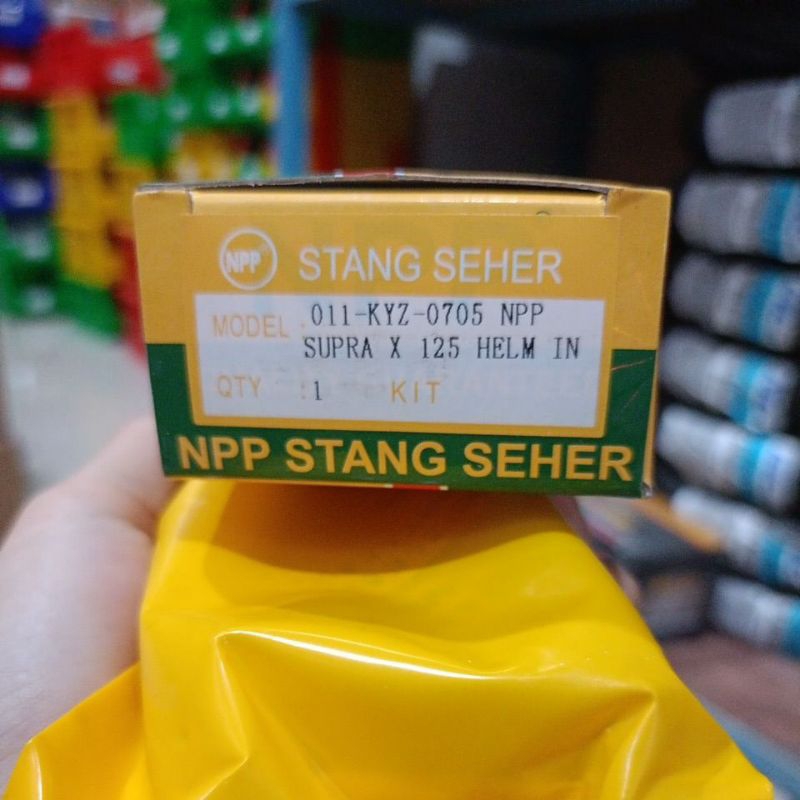 NPP STANG SEHER
MODEL : 011-KYZ-0705 NPP
SUPRA X 125 HELM IN
QTY : 1 KIT
NPP STANG SEHER